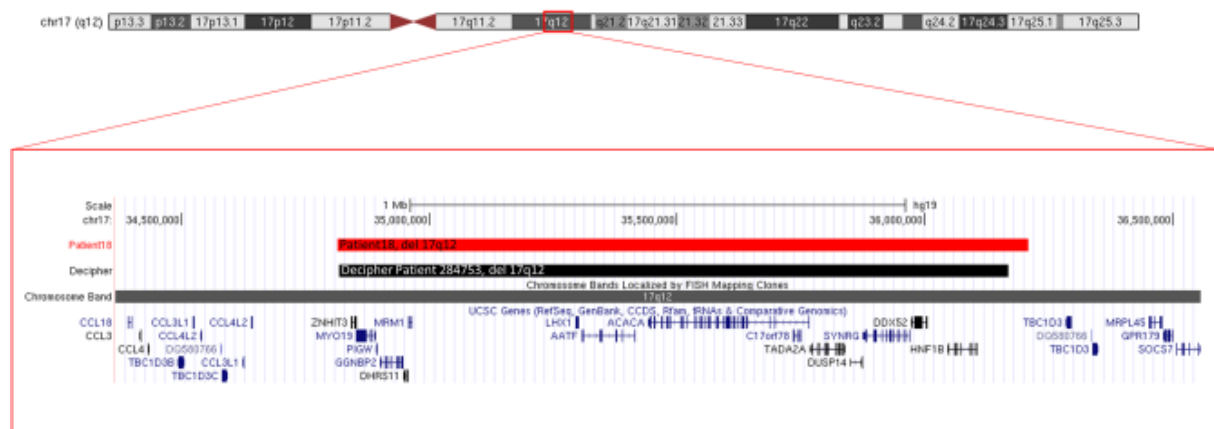 chr17 (q12) p13.3 p13.2 17p13.1 17p12 17p11.2 17q11.2 17q12 q21.2 17q21.31 21.32 21.33 17q22 q23.2 q24.2 17q24.3 17q25.1 17q25.3
Scale 1 Mb hg19
chr17: 34,500,000 35,000,000 35,500,000 36,000,000 36,500,000
Patient18 Patient18, del 17q12
Decipher Decipher Patient 284753, del 17q12
Chromosome Bands Localized by FISH Mapping Clones
Chromosome Band 17q12
UCSC Genes (RefSeq, GenBank, CCDS, Rfam, tRNAs & Comparative Genomics)
CCL18 CCL3L1 CCL4L2 ZNHIT3 MRM1 LHX1 ACACA DDX52 TBC1D3 MRPL45
CCL3 CCL4L2 MYO19 AATF C17orf78 SYNRG DQ580766 GPR179
CCL4 DQ580766 PIGW TADA2A HNF1B TBC1D3 SOCS7
TBC1D3B CCL3L1 GGNBP2 DUSP14
TBC1D3C DHRS11